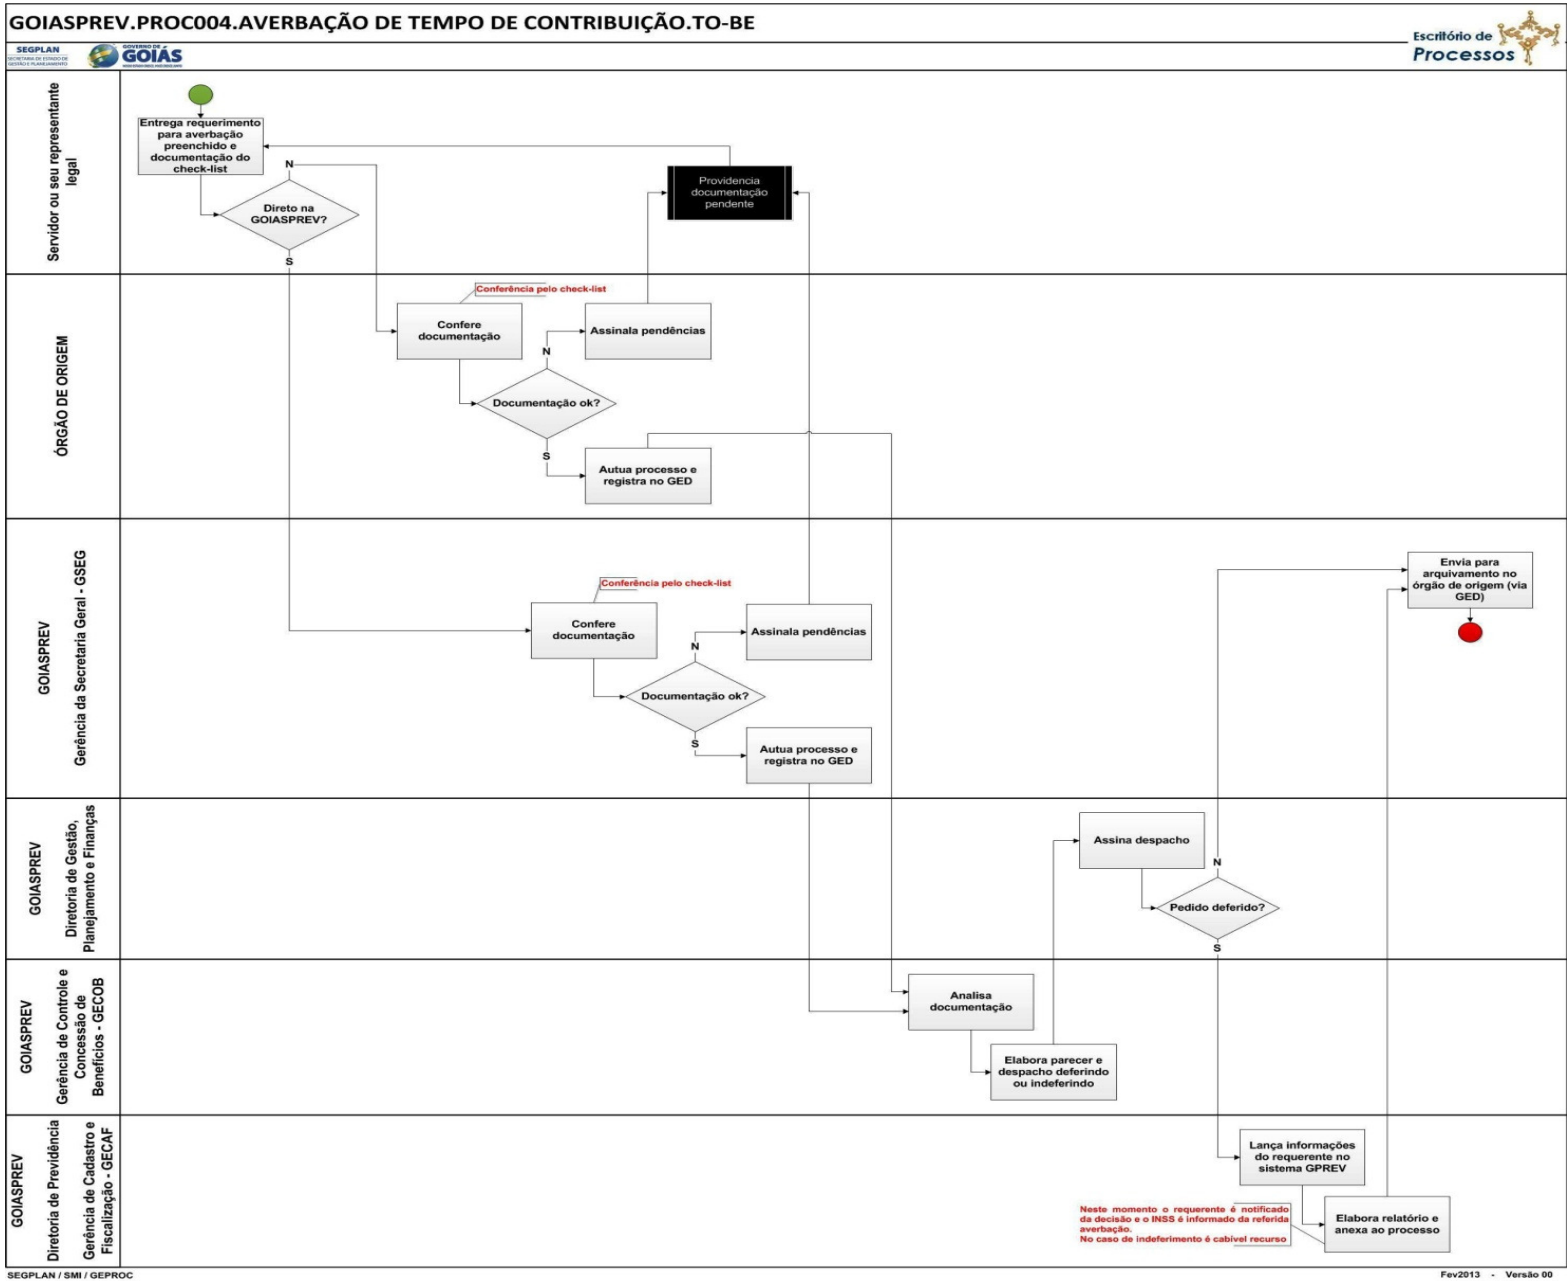 GOIASPREV.PROC004.AVERBAÇÃO DE TEMPO DE CONTRIBUIÇÃO.TO-BE
SEGPLAN
SECRETARIA DE ESTADO DE
GESTÃO E PLANEJAMENTO
GOVERNO DE
GOIÁS
Escritório de
Processos
Servidor ou seu representante
legal
Entrega requerimento
para averbação
preenchido e
documentação do
check-list
N
Direto na
GOIASPREV?
S
Providencia
documentação
pendente
ÓRGÃO DE ORIGEM
Conferência pelo check-list
Confere
documentação
Assinala pendências
N
Documentação ok?
S
Autua processo e
registra no GED
GOIASPREV
Gerência da Secretaria Geral - GSEG
Conferência pelo check-list
Confere
documentação
Assinala pendências
N
Documentação ok?
S
Autua processo e
registra no GED
Envia para
arquivamento no
órgão de origem (via
GED)
GOIASPREV
Diretoria de Gestão,
Planejamento e Finanças
Assina despacho
N
Pedido deferido?
S
GOIASPREV
Gerência de Controle e
Concessão de
Benefícios - GECOB
Analisa
documentação
Elabora parecer e
despacho deferindo
ou indeferindo
GOIASPREV
Diretoria de Previdência
Gerência de Cadastro e
Fiscalização - GECAF
Lança informações
do requerente no
sistema GPREV
Neste momento o requerente é notificado
da decisão e o INSS é informado da referida
averbação.
No caso de indeferimento é cabível recurso
Elabora relatório e
anexa ao processo
SEGPLAN / SMI / GEPROC
Fev2013 - Versão 00